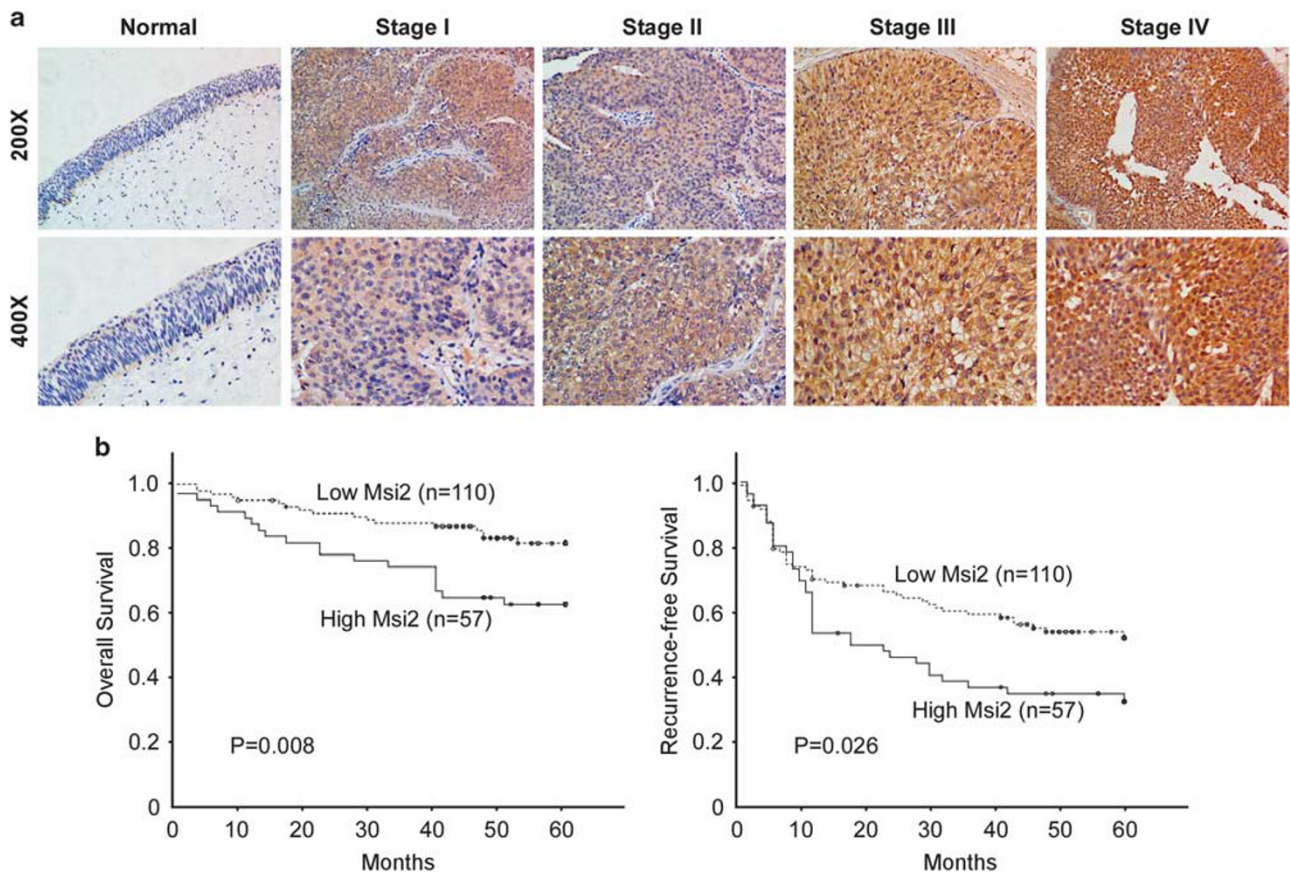 a
Normal
Stage I
Stage II
Stage III
Stage IV
200X
400X
b
Overall Survival
1.0
0.8
0.6
0.4
0.2
0
Low Msi2 (n=110)
High Msi2 (n=57)
P=0.008
0 10 20 30 40 50 60
Months
Recurrence-free Survival
1.0
0.8
0.6
0.4
0.2
0
Low Msi2 (n=110)
High Msi2 (n=57)
P=0.026
0 10 20 30 40 50 60
Months